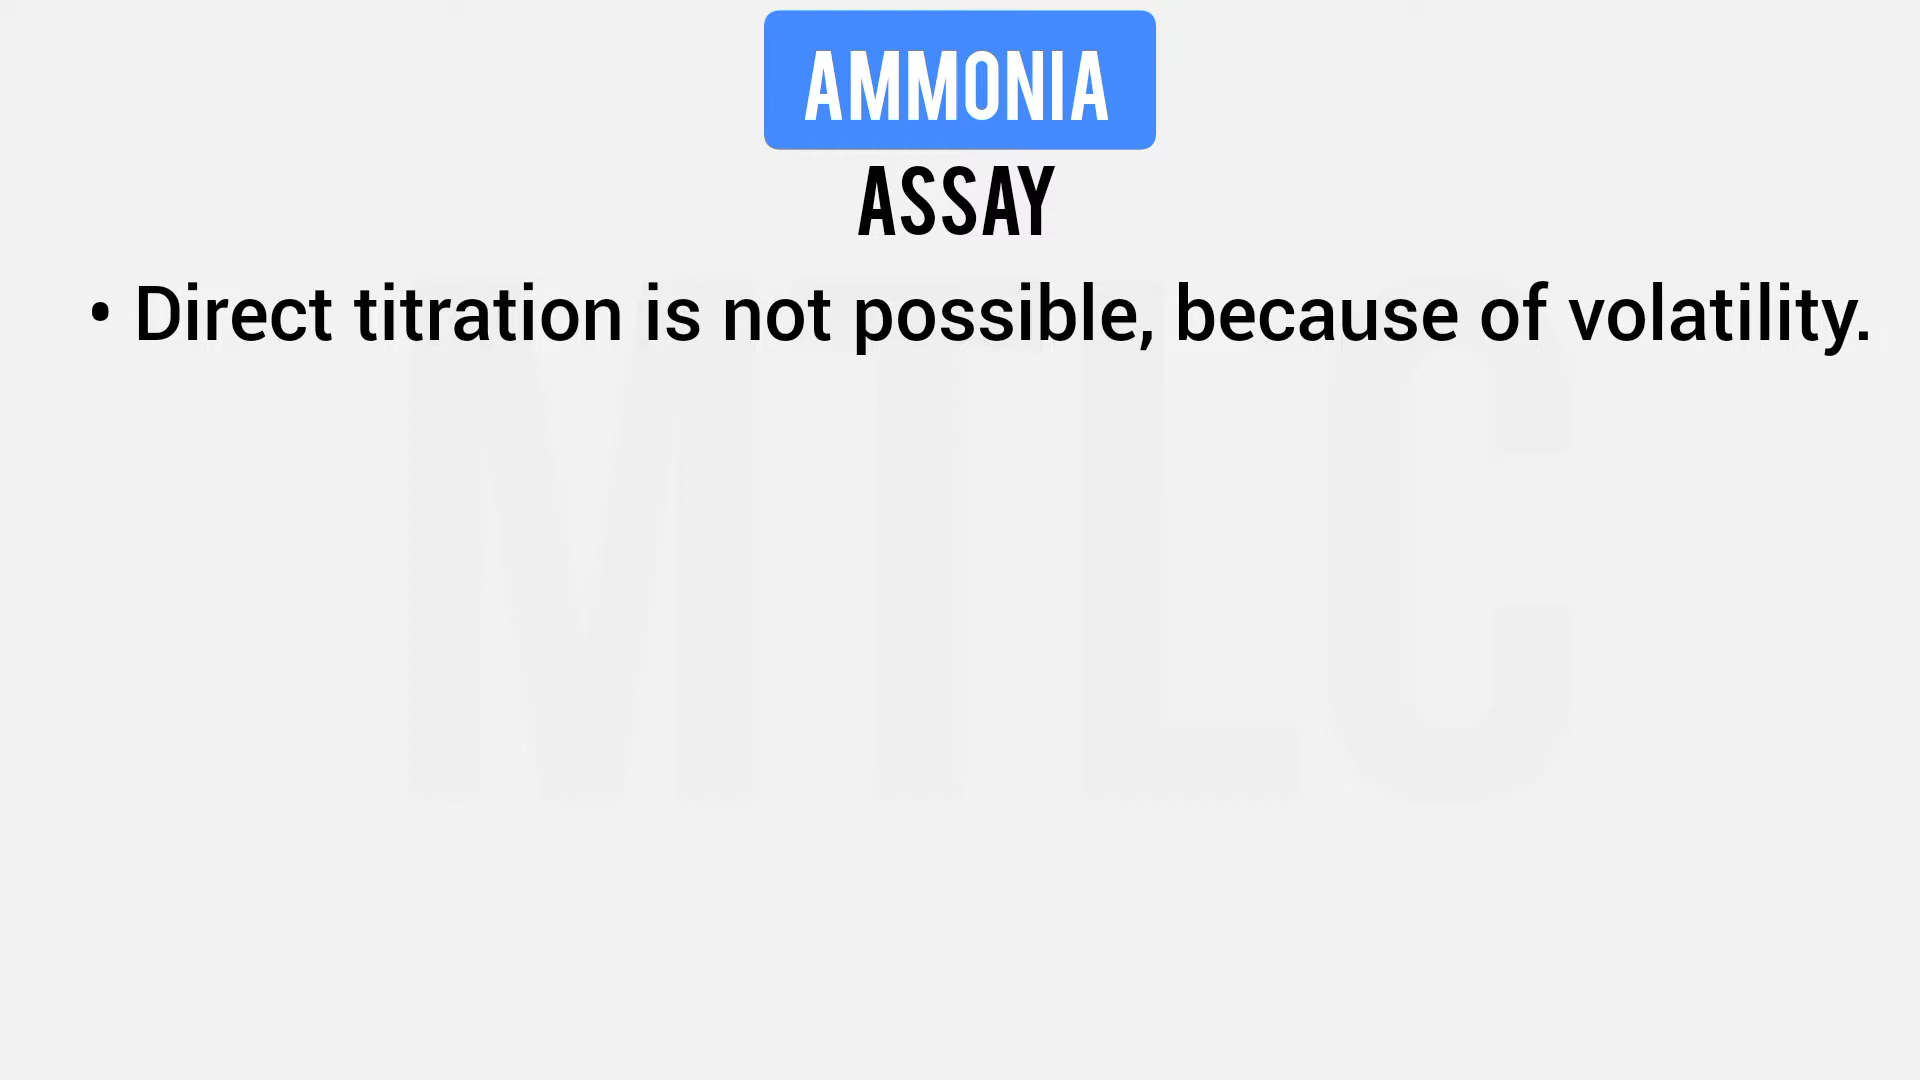 AMMONIA
ASSAY
• Direct titration is not possible, because of volatility.
MTLC